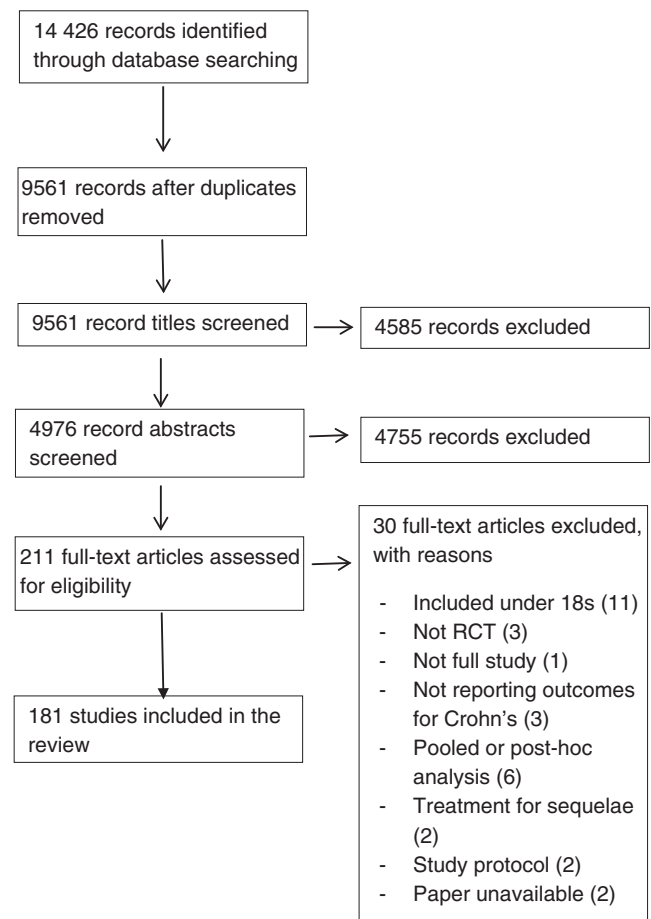 14 426 records identified
through database searching
9561 records after duplicates
removed
9561 record titles screened
4585 records excluded
4976 record abstracts
screened
4755 records excluded
211 full-text articles assessed
for eligibility
30 full-text articles excluded,
with reasons
- Included under 18s (11)
- Not RCT (3)
- Not full study (1)
- Not reporting outcomes
for Crohn's (3)
- Pooled or post-hoc
analysis (6)
- Treatment for sequelae
(2)
- Study protocol (2)
- Paper unavailable (2)
181 studies included in the
review